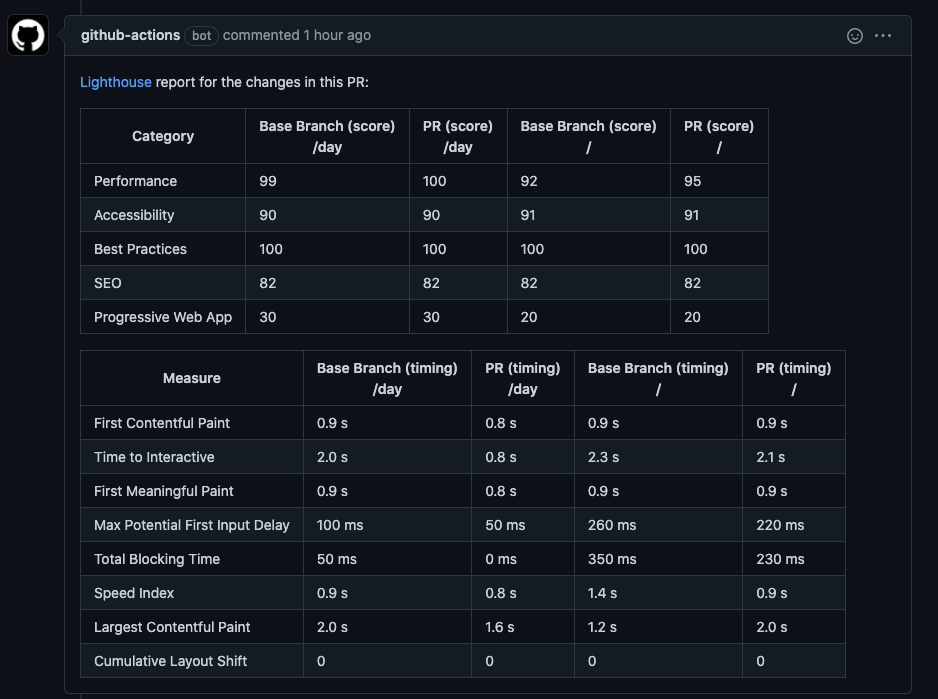 github-actions bot commented 1 hour ago
Lighthouse report for the changes in this PR:
Category Base Branch (score) /day PR (score) /day Base Branch (score) / PR (score) /
Performance 99 100 92 95
Accessibility 90 90 91 91
Best Practices 100 100 100 100
SEO 82 82 82 82
Progressive Web App 30 30 20 20
Measure Base Branch (timing) /day PR (timing) /day Base Branch (timing) / PR (timing) /
First Contentful Paint 0.9 s 0.8 s 0.9 s 0.9 s
Time to Interactive 2.0 s 0.8 s 2.3 s 2.1 s
First Meaningful Paint 0.9 s 0.8 s 0.9 s 0.9 s
Max Potential First Input Delay 100 ms 50 ms 260 ms 220 ms
Total Blocking Time 50 ms 0 ms 350 ms 230 ms
Speed Index 0.9 s 0.8 s 1.4 s 0.9 s
Largest Contentful Paint 2.0 s 1.6 s 1.2 s 2.0 s
Cumulative Layout Shift 0 0 0 0